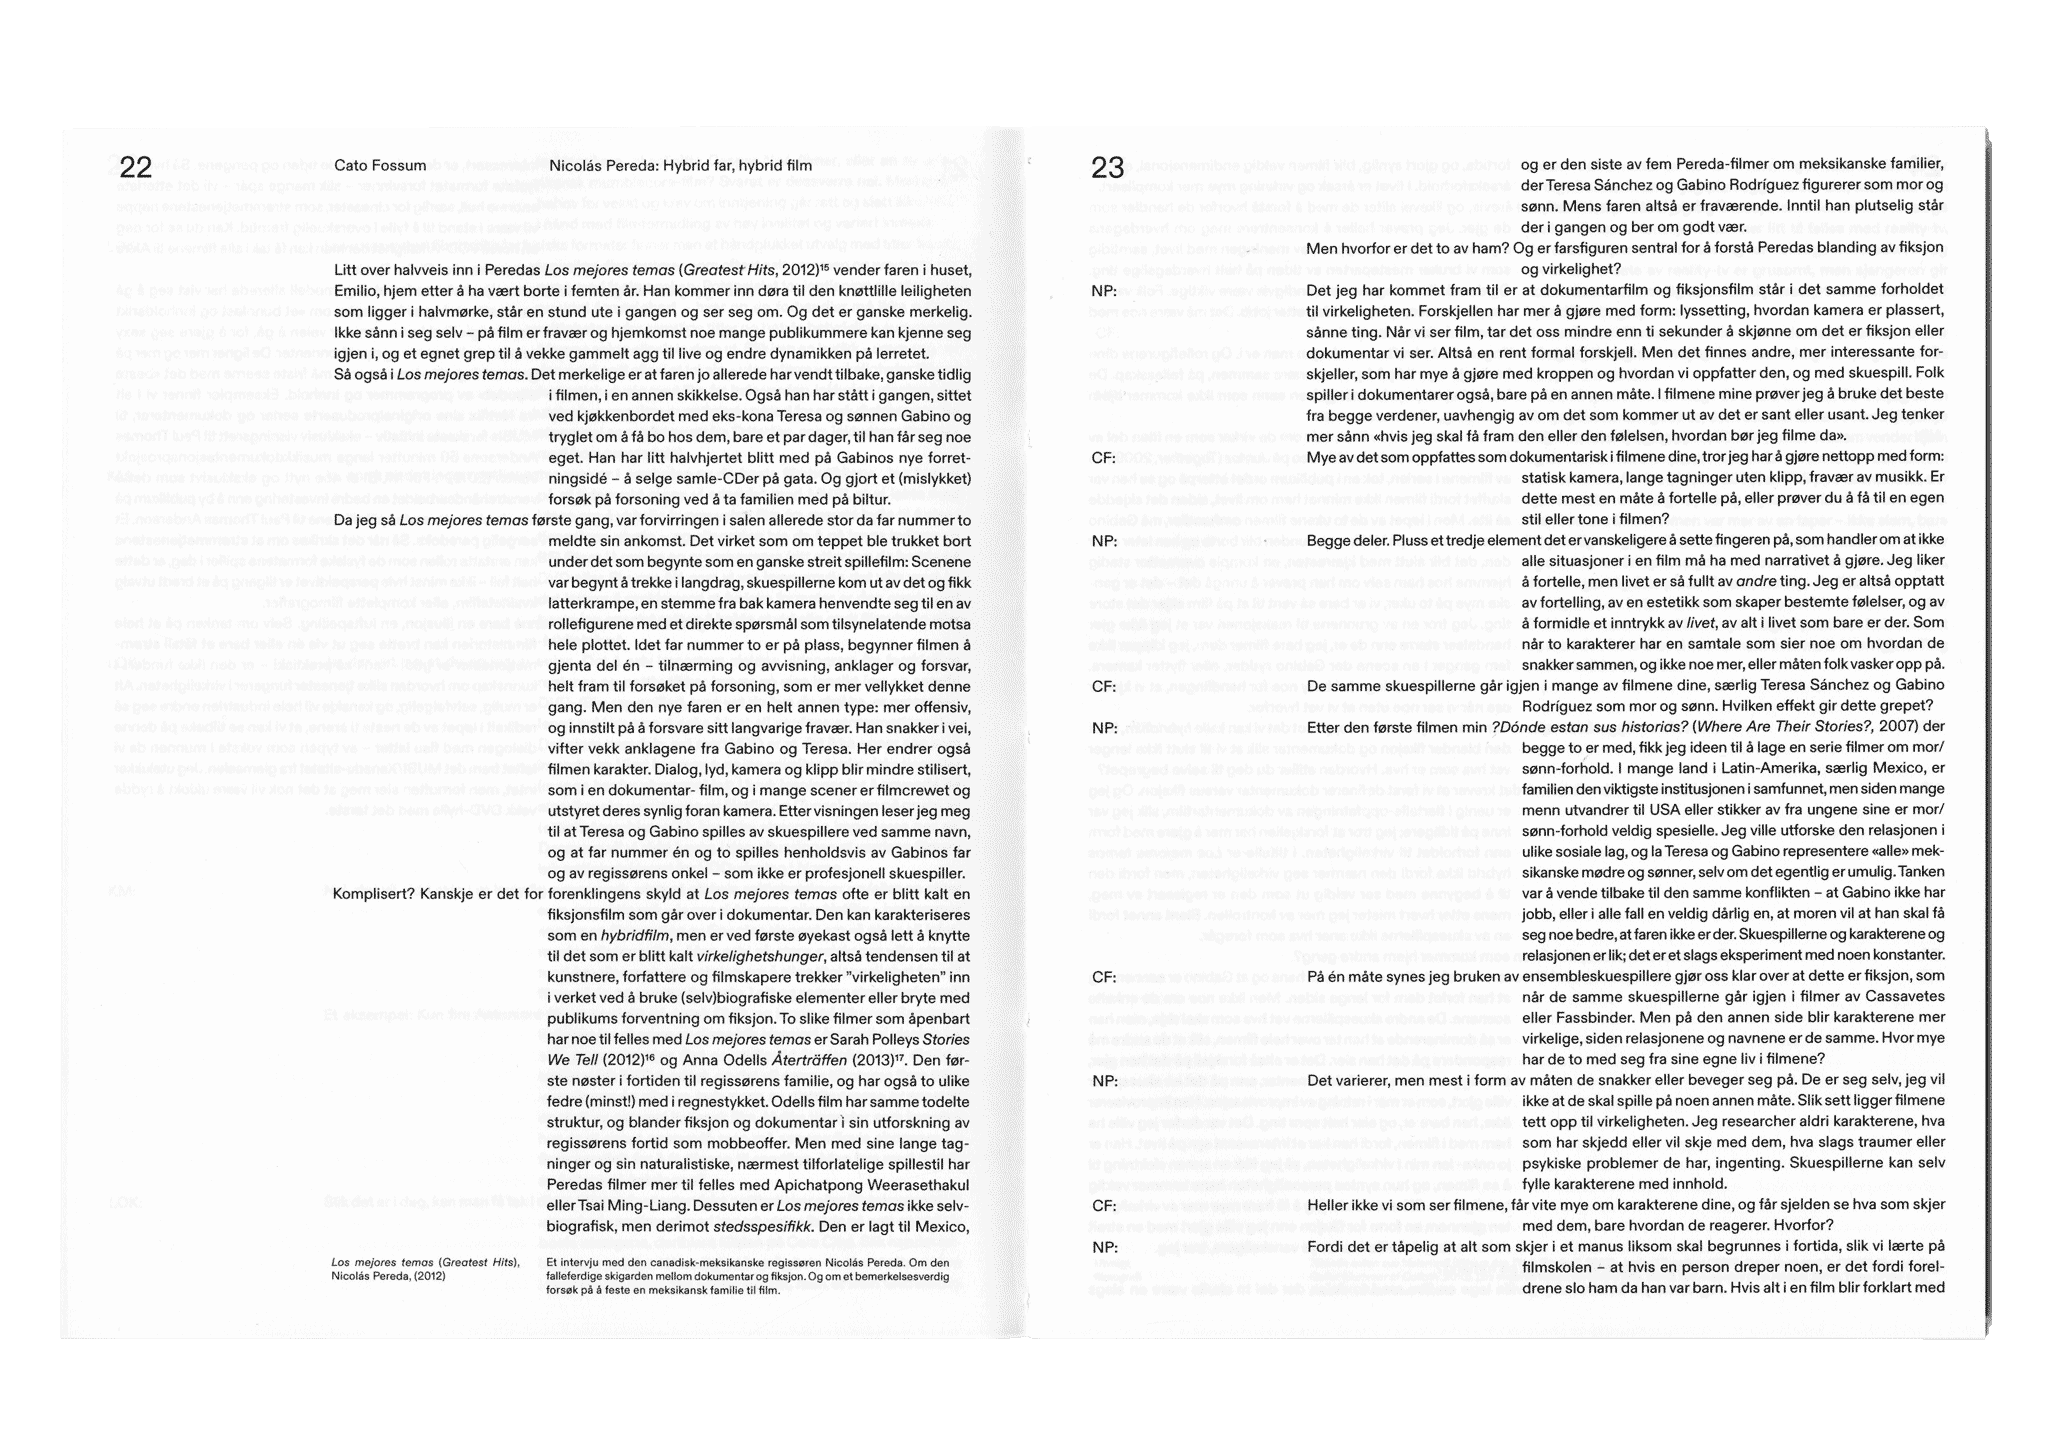 22
Cato Fossum
Nicolás Pereda: Hybrid far, hybrid film
Litt over halvveis inn i Peredas Los mejores temas (Greatest Hits, 2012)¹⁵ vender faren i huset,
Emilio, hjem etter å ha vært borte i femten år. Han kommer inn døra til den knøttlille leiligheten
som ligger i halvmørke, står en stund ute i gangen og ser seg om. Og det er ganske merkelig.
Ikke sånn i seg selv – på film er fravær og hjemkomst noe mange publikummere kan kjenne seg
igjen i, og et egnet grep til å vekke gammelt agg til live og endre dynamikken på lerretet.
Så også i Los mejores temas. Det merkelige er at faren jo allerede har vendt tilbake, ganske tidlig
i filmen, i en annen skikkelse. Også han har stått i gangen, sittet
ved kjøkkenbordet med eks-kona Teresa og sønnen Gabino og
tryglet om å få bo hos dem, bare et par dager, til han får seg noe
eget. Han har litt halvhjertet blitt med på Gabinos nye forret-
ningsidé – å selge samle-CDer på gata. Og gjort et (mislykket)
forsøk på forsoning ved å ta familien med på biltur.
Da jeg så Los mejores temas første gang, var forvirringen i salen allerede stor da far nummer to
meldte sin ankomst. Det virket som om teppet ble trukket bort
under det som begynte som en ganske streit spillefilm: Scenene
var begynt å trekke i langdrag, skuespillerne kom ut av det og fikk
latterkrampe, en stemme fra bak kamera henvendte seg til en av
rollefigurene med et direkte spørsmål som tilsynelatende motsa
hele plottet. Idet far nummer to er på plass, begynner filmen å
gjenta del én – tilnærming og avvisning, anklager og forsvar,
helt fram til forsøket på forsoning, som er mer vellykket denne
gang. Men den nye faren er en helt annen type: mer offensiv,
og innstilt på å forsvare sitt langvarige fravær. Han snakker i vei,
vifter vekk anklagene fra Gabino og Teresa. Her endrer også
filmen karakter. Dialog, lyd, kamera og klipp blir mindre stilisert,
som i en dokumentar- film, og i mange scener er filmcrewet og
utstyret deres synlig foran kamera. Etter visningen leser jeg meg
til at Teresa og Gabino spilles av skuespillere ved samme navn,
og at far nummer én og to spilles henholdsvis av Gabinos far
og av regissørens onkel – som ikke er profesjonell skuespiller.
Komplisert? Kanskje er det for forenklingens skyld at Los mejores temas ofte er blitt kalt en
fiksjonsfilm som går over i dokumentar. Den kan karakteriseres
som en hybridfilm, men er ved første øyekast også lett å knytte
til det som er blitt kalt virkelighetshunger, altså tendensen til at
kunstnere, forfattere og filmskapere trekker ”virkeligheten” inn
i verket ved å bruke (selv)biografiske elementer eller bryte med
publikums forventning om fiksjon. To slike filmer som åpenbart
har noe til felles med Los mejores temas er Sarah Polleys Stories
We Tell (2012)¹⁶ og Anna Odells Återträffen (2013)¹⁷. Den før-
ste nøster i fortiden til regissørens familie, og har også to ulike
fedre (minst!) med i regnestykket. Odells film har samme todelte
struktur, og blander fiksjon og dokumentar i sin utforskning av
regissørens fortid som mobbeoffer. Men med sine lange tag-
ninger og sin naturalistiske, nærmest tilforlatelige spillestil har
Peredas filmer mer til felles med Apichatpong Weerasethakul
eller Tsai Ming-Liang. Dessuten er Los mejores temas ikke selv-
biografisk, men derimot stedsspesifikk. Den er lagt til Mexico,
Los mejores temas (Greatest Hits),
Nicolás Pereda, (2012)
Et intervju med den canadisk-meksikanske regissøren Nicolás Pereda. Om den
falleferdige skigarden mellom dokumentar og fiksjon. Og om et bemerkelsesverdig
forsøk på å feste en meksikansk familie til film.
23
og er den siste av fem Pereda-filmer om meksikanske familier,
der Teresa Sánchez og Gabino Rodríguez figurerer som mor og
sønn. Mens faren altså er fraværende. Inntil han plutselig står
der i gangen og ber om godt vær.
Men hvorfor er det to av ham? Og er farsfiguren sentral for å forstå Peredas blanding av fiksjon
og virkelighet?
NP: Det jeg har kommet fram til er at dokumentarfilm og fiksjonsfilm står i det samme forholdet
til virkeligheten. Forskjellen har mer å gjøre med form: lyssetting, hvordan kamera er plassert,
sånne ting. Når vi ser film, tar det oss mindre enn ti sekunder å skjønne om det er fiksjon eller
dokumentar vi ser. Altså en rent formal forskjell. Men det finnes andre, mer interessante for-
skjeller, som har mye å gjøre med kroppen og hvordan vi oppfatter den, og med skuespill. Folk
spiller i dokumentarer også, bare på en annen måte. I filmene mine prøver jeg å bruke det beste
fra begge verdener, uavhengig av om det som kommer ut av det er sant eller usant. Jeg tenker
mer sånn «hvis jeg skal få fram den eller den følelsen, hvordan bør jeg filme da».
CF: Mye av det som oppfattes som dokumentarisk i filmene dine, tror jeg har å gjøre nettopp med form:
statisk kamera, lange tagninger uten klipp, fravær av musikk. Er
dette mest en måte å fortelle på, eller prøver du å få til en egen
stil eller tone i filmen?
NP: Begge deler. Pluss et tredje element det er vanskeligere å sette fingeren på, som handler om at ikke
alle situasjoner i en film må ha med narrativet å gjøre. Jeg liker
å fortelle, men livet er så fullt av andre ting. Jeg er altså opptatt
av fortelling, av en estetikk som skaper bestemte følelser, og av
å formidle et inntrykk av livet, av alt i livet som bare er der. Som
når to karakterer har en samtale som sier noe om hvordan de
snakker sammen, og ikke noe mer, eller måten folk vasker opp på.
CF: De samme skuespillerne går igjen i mange av filmene dine, særlig Teresa Sánchez og Gabino
Rodríguez som mor og sønn. Hvilken effekt gir dette grepet?
NP: Etter den første filmen min ?Dónde estan sus historias? (Where Are Their Stories?, 2007) der
begge to er med, fikk jeg ideen til å lage en serie filmer om mor/
sønn-forhold. I mange land i Latin-Amerika, særlig Mexico, er
familien den viktigste institusjonen i samfunnet, men siden mange
menn utvandrer til USA eller stikker av fra ungene sine er mor/
sønn-forhold veldig spesielle. Jeg ville utforske den relasjonen i
ulike sosiale lag, og la Teresa og Gabino representere «alle» mek-
sikanske mødre og sønner, selv om det egentlig er umulig. Tanken
var å vende tilbake til den samme konflikten – at Gabino ikke har
jobb, eller i alle fall en veldig dårlig en, at moren vil at han skal få
seg noe bedre, at faren ikke er der. Skuespillerne og karakterene og
relasjonen er lik; det er et slags eksperiment med noen konstanter.
CF: På én måte synes jeg bruken av ensembleskuespillere gjør oss klar over at dette er fiksjon, som
når de samme skuespillerne går igjen i filmer av Cassavetes
eller Fassbinder. Men på den annen side blir karakterene mer
virkelige, siden relasjonene og navnene er de samme. Hvor mye
har de to med seg fra sine egne liv i filmene?
NP: Det varierer, men mest i form av måten de snakker eller beveger seg på. De er seg selv, jeg vil
ikke at de skal spille på noen annen måte. Slik sett ligger filmene
tett opp til virkeligheten. Jeg researcher aldri karakterene, hva
som har skjedd eller vil skje med dem, hva slags traumer eller
psykiske problemer de har, ingenting. Skuespillerne kan selv
fylle karakterene med innhold.
CF: Heller ikke vi som ser filmene, får vite mye om karakterene dine, og får sjelden se hva som skjer
med dem, bare hvordan de reagerer. Hvorfor?
NP: Fordi det er tåpelig at alt som skjer i et manus liksom skal begrunnes i fortida, slik vi lærte på
filmskolen – at hvis en person dreper noen, er det fordi forel-
drene slo ham da han var barn. Hvis alt i en film blir forklart med